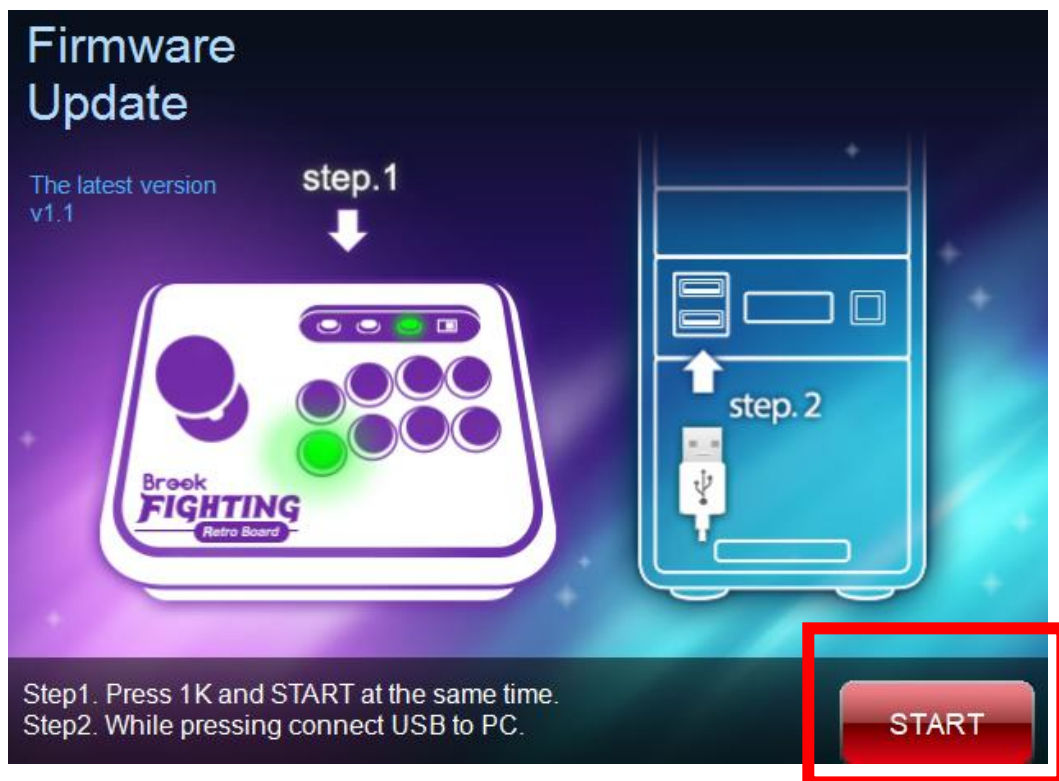 Firmware
Update
The latest version
v1.1
step.1
step. 2
Brook
FIGHTING
Retro Board
Step1. Press 1K and START at the same time.
Step2. While pressing connect USB to PC.
START